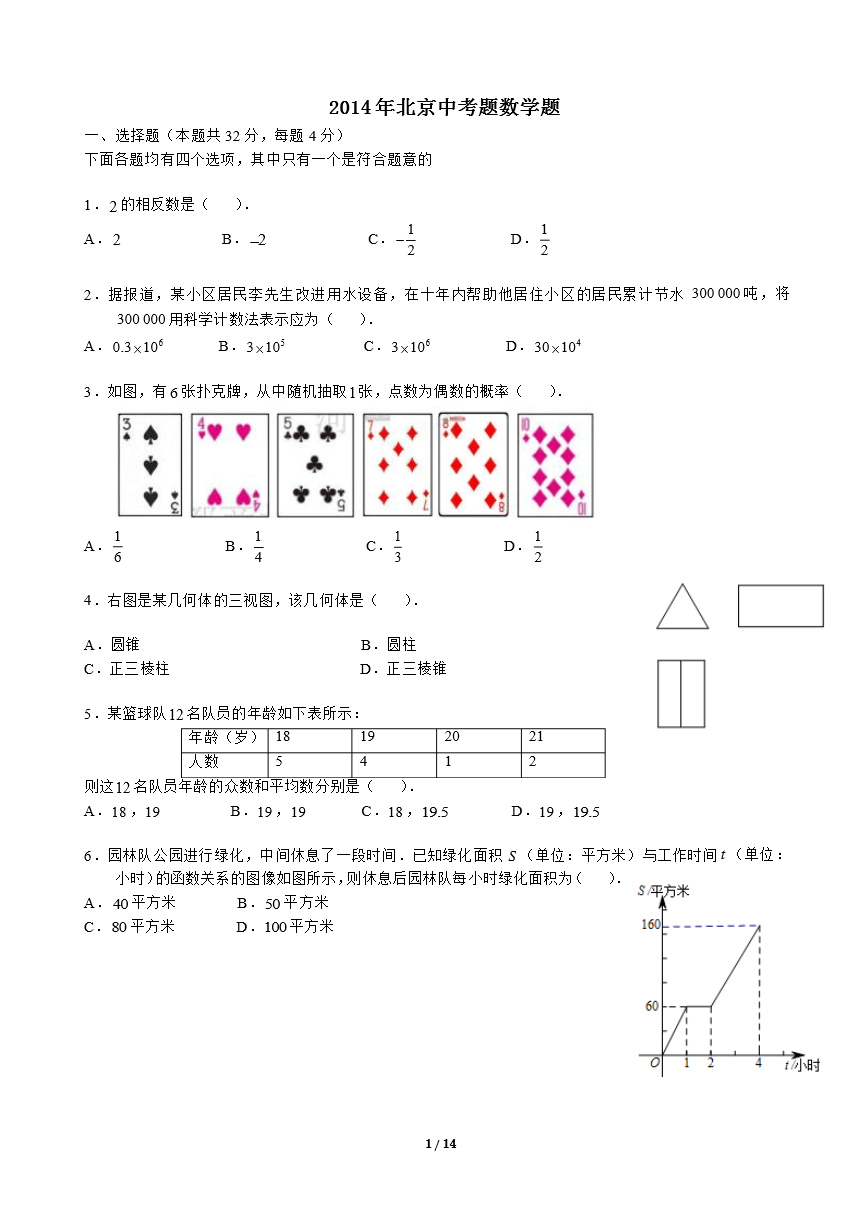 2014年北京中考题数学题
一、选择题（本题共 32 分，每题 4 分）
下面各题均有四个选项，其中只有一个是符合题意的
1．2的相反数是（　　）．
A．2　B．−2　C．−1/2　D．1/2
2．据报道，某小区居民李先生改进用水设备，在十年内帮助他居住小区的居民累计节水 300 000吨，将
300 000用科学计数法表示应为（　　）．
A．0.3×10⁶　B．3×10⁵　C．3×10⁶　D．30×10⁴
3．如图，有6张扑克牌，从中随机抽取1张，点数为偶数的概率（　　）．
3 4 5 7 8 10
3 4 5 7 8 10
A．1/6　B．1/4　C．1/3　D．1/2
4．右图是某几何体的三视图，该几何体是（　　）．
A．圆锥　B．圆柱
C．正三棱柱　D．正三棱锥
5．某篮球队12名队员的年龄如下表所示：
年龄（岁） 18 19 20 21
人数 5 4 1 2
则这12名队员年龄的众数和平均数分别是（　　）．
A．18，19　B．19，19　C．18，19.5　D．19，19.5
6．园林队公园进行绿化，中间休息了一段时间．已知绿化面积 S（单位：平方米）与工作时间t（单位：
小时）的函数关系的图像如图所示，则休息后园林队每小时绿化面积为（　　）．
A．40平方米　B．50平方米
C．80平方米　D．100平方米
S/平方米
160
60
O 1 2 4 t/小时
1 / 14